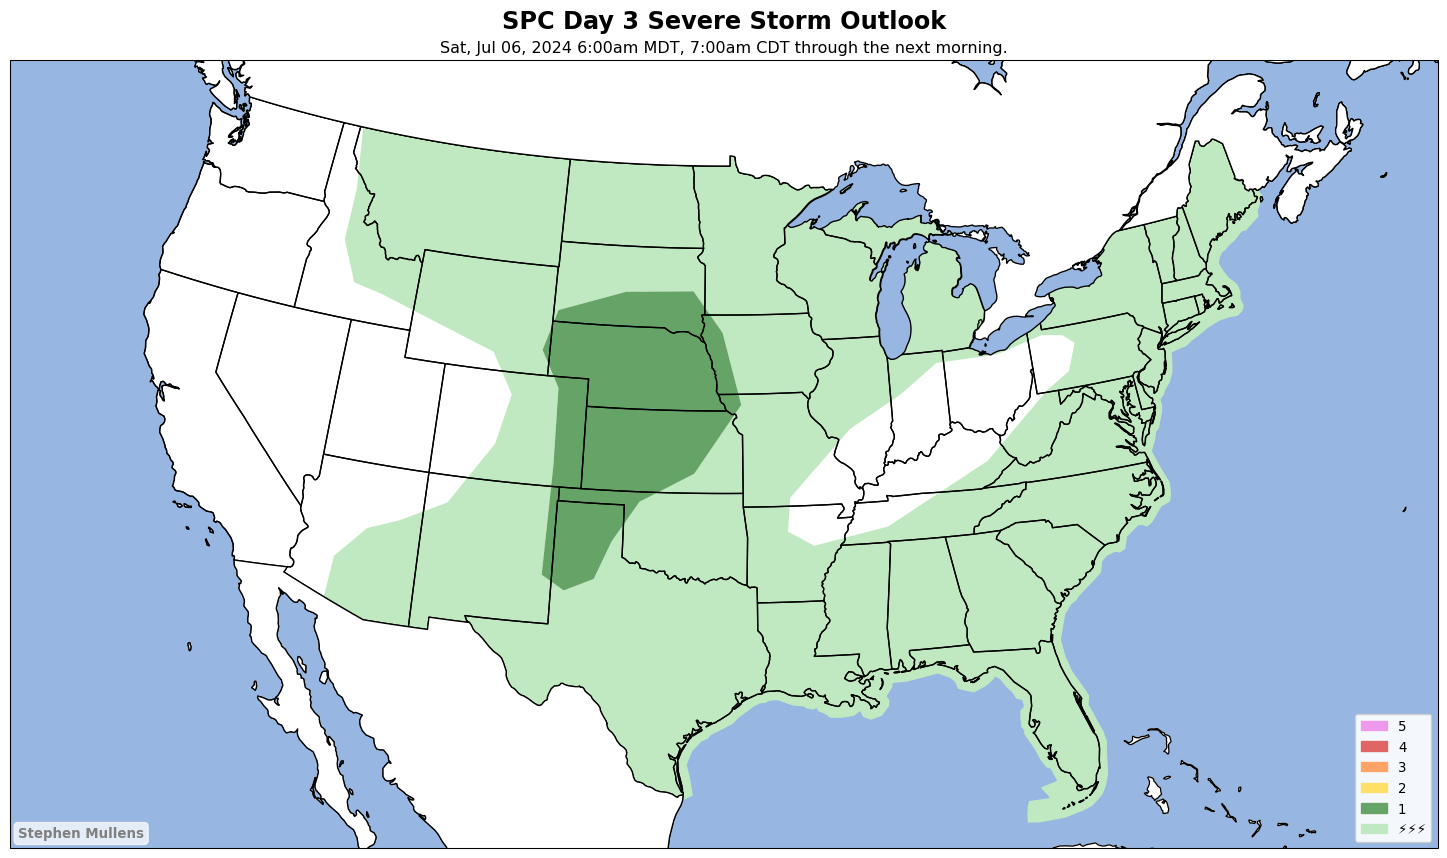 SPC Day 3 Severe Storm Outlook
Sat, Jul 06, 2024 6:00am MDT, 7:00am CDT through the next morning.
5
4
3
2
1
⚡⚡⚡
Stephen Mullens